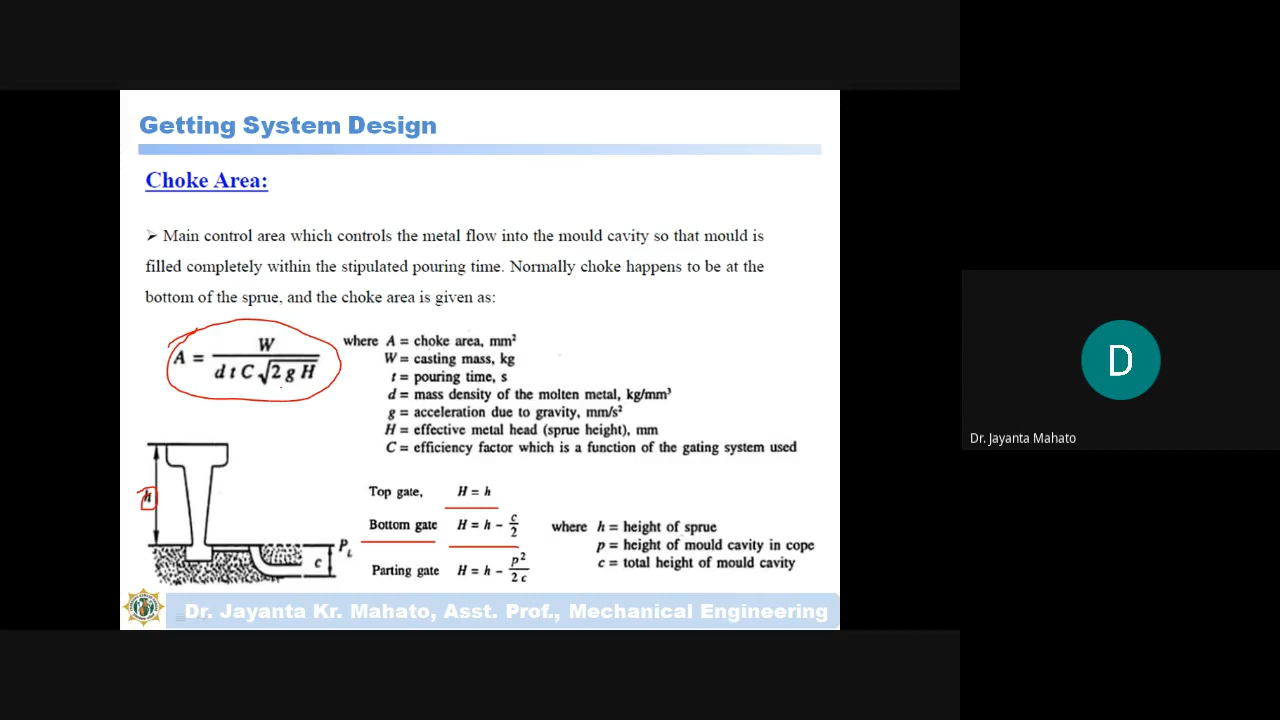 Getting System Design
Choke Area:
➢ Main control area which controls the metal flow into the mould cavity so that mould is
filled completely within the stipulated pouring time. Normally choke happens to be at the
bottom of the sprue, and the choke area is given as:
A = W / (d t C √(2 g H))
where A = choke area, mm²
W = casting mass, kg
t = pouring time, s
d = mass density of the molten metal, kg/mm³
g = acceleration due to gravity, mm/s²
H = effective metal head (sprue height), mm
C = efficiency factor which is a function of the gating system used
h
P_L
c
Top gate, H = h
Bottom gate H = h − c/2
Parting gate H = h − p²/2c
where h = height of sprue
p = height of mould cavity in cope
c = total height of mould cavity
Dr. Jayanta Kr. Mahato, Asst. Prof., Mechanical Engineering
D
Dr. Jayanta Mahato